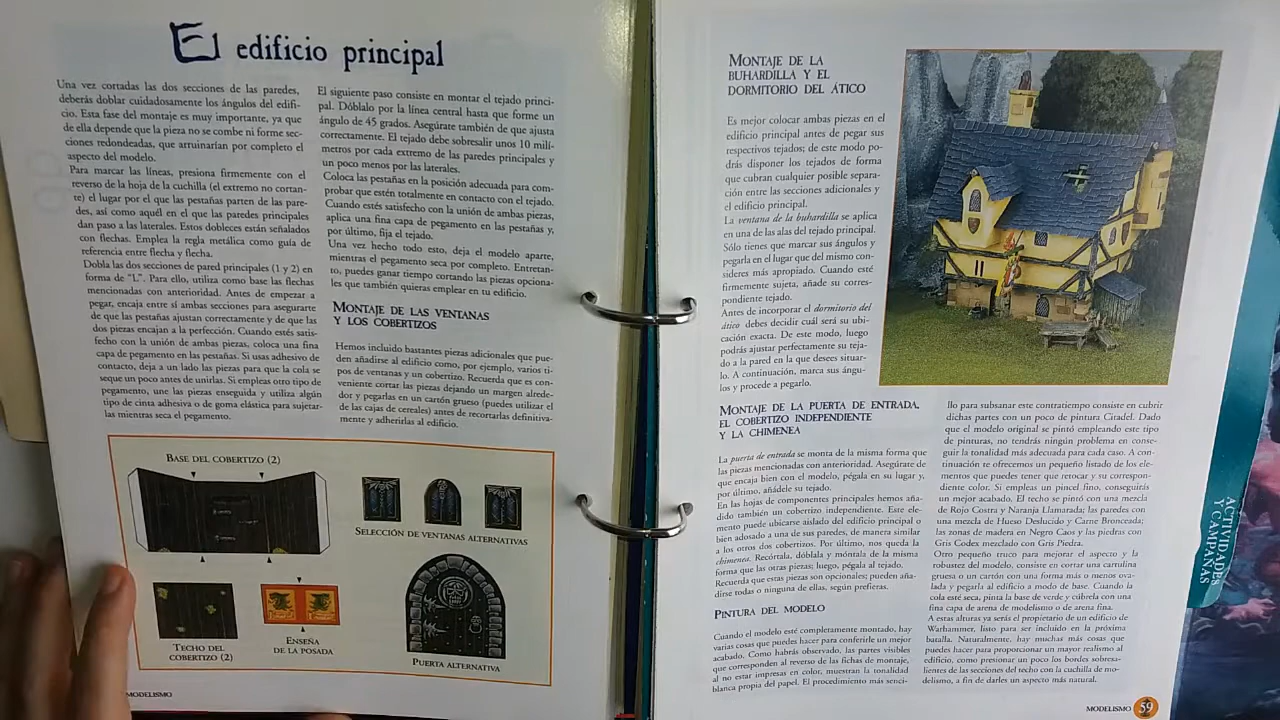 El edificio principal
Una vez cortadas las dos secciones de las paredes,
deberás doblar cuidadosamente los ángulos del edifi-
cio. Esta fase del montaje es muy importante, ya que
de ella depende que la pieza no se combe ni forme sec-
ciones redondeadas, que arruinarían por completo el
aspecto del modelo.
Para marcar las líneas, presiona firmemente con el
reverso de la hoja de la cuchilla (el extremo no cortan-
te) el lugar por el que las pestañas parten de las pare-
des, así como aquél en el que las paredes principales
dan paso a las laterales. Estos dobleces están señalados
con flechas. Emplea la regla metálica como guía de
referencia entre flecha y flecha.
Dobla las dos secciones de pared principales (1 y 2) en
forma de "L". Para ello, utiliza como base las flechas
mencionadas con anterioridad. Antes de empezar a
pegar, encaja entre sí ambas secciones para asegurarte
de que las pestañas ajustan correctamente y de que las
dos piezas encajan a la perfección. Cuando estés satis-
fecho con la unión de ambas piezas, coloca una fina
capa de pegamento en las pestañas. Si usas adhesivo de
contacto, deja a un lado las piezas para que la cola se
seque un poco antes de unirlas. Si empleas otro tipo de
pegamento, une las piezas enseguida y utiliza algún
tipo de cinta adhesiva o de goma elástica para sujetar-
las mientras seca el pegamento.
El siguiente paso consiste en montar el tejado princi-
pal. Dóblalo por la línea central hasta que forme un
ángulo de 45 grados. Asegúrate también de que ajusta
correctamente. El tejado debe sobresalir unos 10 milí-
metros por cada extremo de las paredes principales y
un poco menos por las laterales.
Coloca las pestañas en la posición adecuada para com-
probar que estén totalmente en contacto con el tejado.
Cuando estés satisfecho con la unión de ambas piezas,
aplica una fina capa de pegamento en las pestañas y,
por último, fija el tejado.
Una vez hecho todo esto, deja el modelo aparte,
mientras el pegamento seca por completo. Entretan-
to, puedes ganar tiempo cortando las piezas opciona-
les que también quieras emplear en tu edificio.
MONTAJE DE LAS VENTANAS
Y LOS COBERTIZOS
Hemos incluido bastantes piezas adicionales que pue-
den añadirse al edificio como, por ejemplo, varios ti-
pos de ventanas y un cobertizo. Recuerda que es con-
veniente cortar las piezas dejando un margen alrede-
dor y pegarlas en un cartón grueso (puedes utilizar el
de las cajas de cereales) antes de recortarlas definitiva-
mente y adherirlas al edificio.
BASE DEL COBERTIZO (2)
SELECCIÓN DE VENTANAS ALTERNATIVAS
TECHO DEL
COBERTIZO (2)
ENSEÑA
DE LA POSADA
PUERTA ALTERNATIVA
MODELISMO
MONTAJE DE LA
BUHARDILLA Y EL
DORMITORIO DEL ÁTICO
Es mejor colocar ambas piezas en el
edificio principal antes de pegar sus
respectivos tejados; de este modo po-
drás disponer los tejados de forma
que cubran cualquier posible separa-
ción entre las secciones adicionales y
el edificio principal.
La ventana de la buhardilla se aplica
en una de las alas del tejado principal.
Sólo tienes que marcar sus ángulos y
pegarla en el lugar que del mismo con-
sideres más apropiado. Cuando esté
firmemente sujeta, añade su corres-
pondiente tejado.
Antes de incorporar el dormitorio del
ático debes decidir cuál será su ubi-
cación exacta. De este modo, luego
podrás ajustar perfectamente su teja-
do a la pared en la que desees situar-
lo. A continuación, marca sus ángu-
los y procede a pegarlo.
MONTAJE DE LA PUERTA DE ENTRADA,
EL COBERTIZO INDEPENDIENTE
Y LA CHIMENEA
La puerta de entrada se monta de la misma forma que
las piezas mencionadas con anterioridad. Asegúrate de
que encaja bien con el modelo, pégala en su lugar y,
por último, añádele su tejado.
En las hojas de componentes principales hemos aña-
dido también un cobertizo independiente. Este ele-
mento puede ubicarse aislado del edificio principal o
bien adosado a una de sus paredes, de manera similar
a los otros dos cobertizos. Por último, nos queda la
chimenea. Recórtala, dóblala y móntala de la misma
forma que las otras piezas; luego, pégala al tejado.
Recuerda que estas piezas son opcionales; pueden aña-
dirse todas o ninguna de ellas, según prefieras.
PINTURA DEL MODELO
Cuando el modelo esté completamente montado, hay
varias cosas que puedes hacer para conferirle un mejor
acabado. Como habrás observado, las partes visibles
que corresponden al reverso de las fichas de montaje,
al no estar impresas en color, muestran la tonalidad
blanca propia del papel. El procedimiento más senci-
llo para subsanar este contratiempo consiste en cubrir
dichas partes con un poco de pintura Citadel. Dado
que el modelo original se pintó empleando este tipo
de pinturas, no tendrás ningún problema en conse-
guir la tonalidad más adecuada para cada caso. A con-
tinuación te ofrecemos un pequeño listado de los ele-
mentos que puedes tener que retocar y su correspon-
diente color. Si empleas un pincel fino, conseguirás
un mejor acabado. El techo se pintó con una mezcla
de Rojo Costra y Naranja Llamarada; las paredes con
una mezcla de Hueso Deslucido y Carne Bronceada;
las zonas de madera en Negro Caos y las piedras con
Gris Codex mezclado con Gris Piedra.
Otro pequeño truco para mejorar el aspecto y la
robustez del modelo, consiste en cortar una cartulina
gruesa o un cartón con una forma más o menos ova-
lada y pegarla al edificio a modo de base. Cuando la
cola esté seca, pinta la base de verde y cúbrela con una
fina capa de arena de modelismo o de arena fina.
A estas alturas ya serás el propietario de un edificio de
Warhammer, listo para ser incluido en la próxima
batalla. Naturalmente, hay muchas más cosas que
puedes hacer para proporcionar un mayor realismo al
edificio, como presionar un poco los bordes sobresa-
lientes de las secciones del techo con la cuchilla de mo-
delismo, a fin de darles un aspecto más natural.
MODELISMO 59
ACTIVIDADES
Y CAMPAÑAS